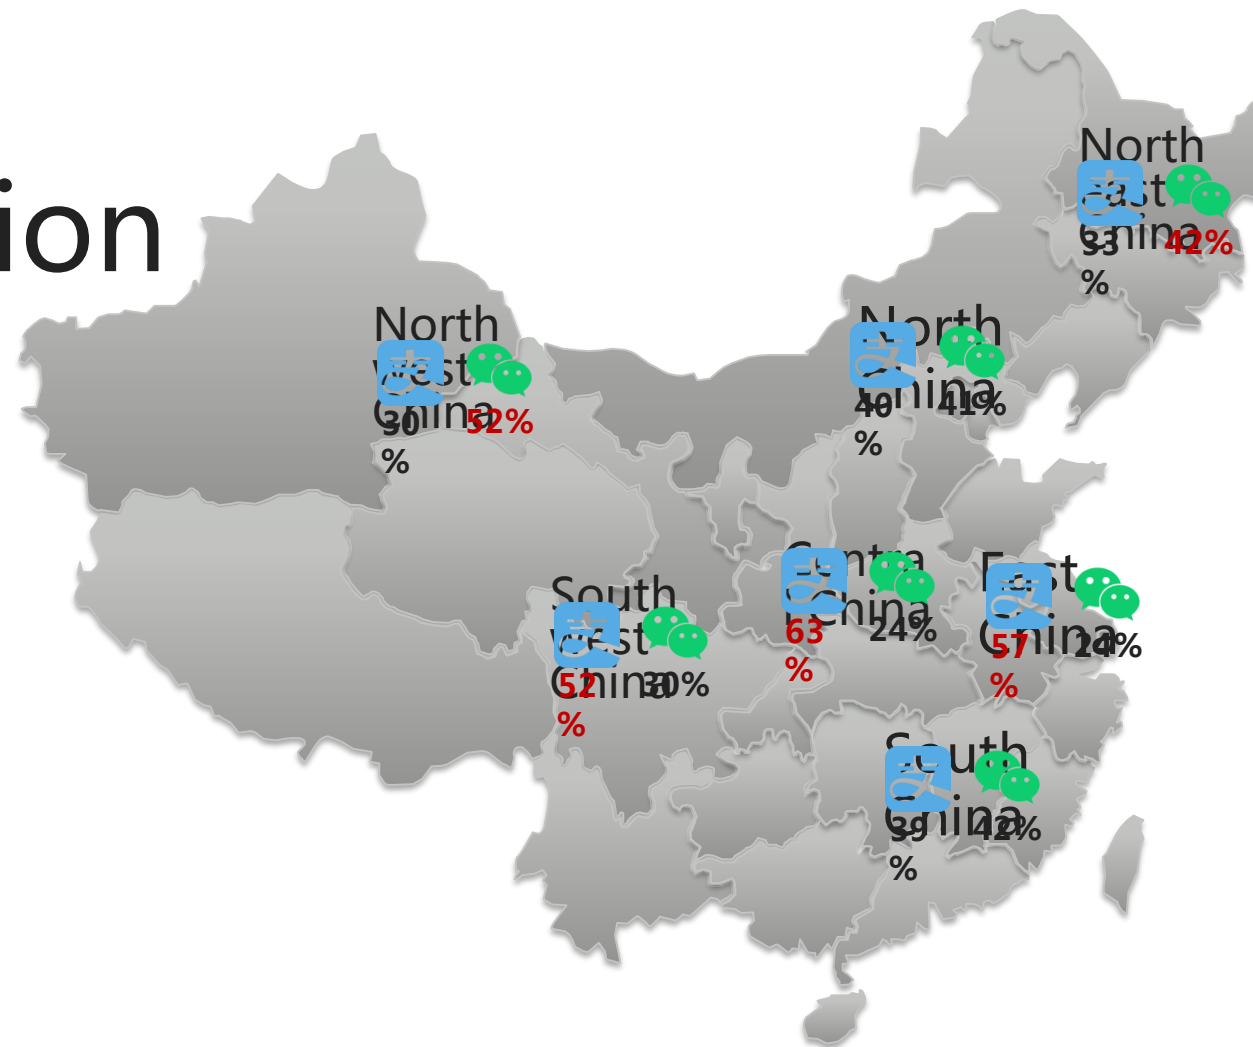 ion
North
East
China
33
%
42%
North
west
China
30
%
52%
North
China
40
%
41%
Centra
l China
63
%
24%
East
China
57
%
24%
South
west
China
52
%
30%
South
China
39
%
42%